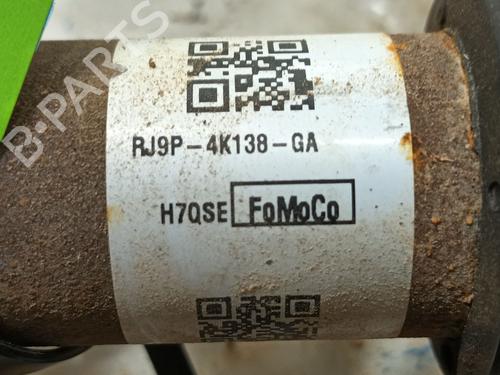 B-PARTS
RJ9P-4K138-GA
H7QSE FoMoCo